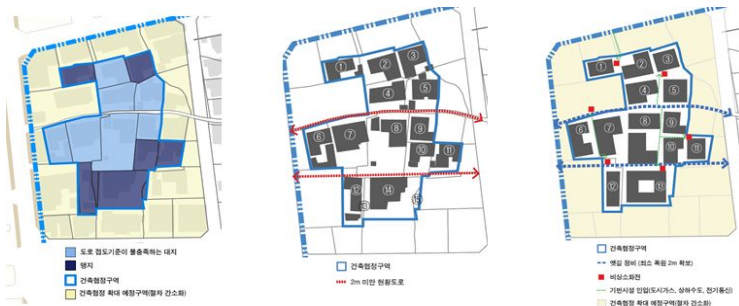 ①
②
③
④
⑤
⑥
⑦
⑧
⑨
⑩
⑪
⑫
⑬
⑭
⑮
도로 접도기준이 불충족하는 대지
맹지
건축협정구역
건축협정 확대 예정구역(절차 간소화)
건축협정구역
2m 미만 현황도로
①
②
③
④
⑤
⑥
⑦
⑧
⑨
⑩
⑪
⑫
⑬
건축협정구역
옛길 정비 (최소 폭원 2m 확보)
비상소화전
기반시설 인입(도시가스, 상하수도, 전기통신)
건축협정 확대 예정구역(절차 간소화)